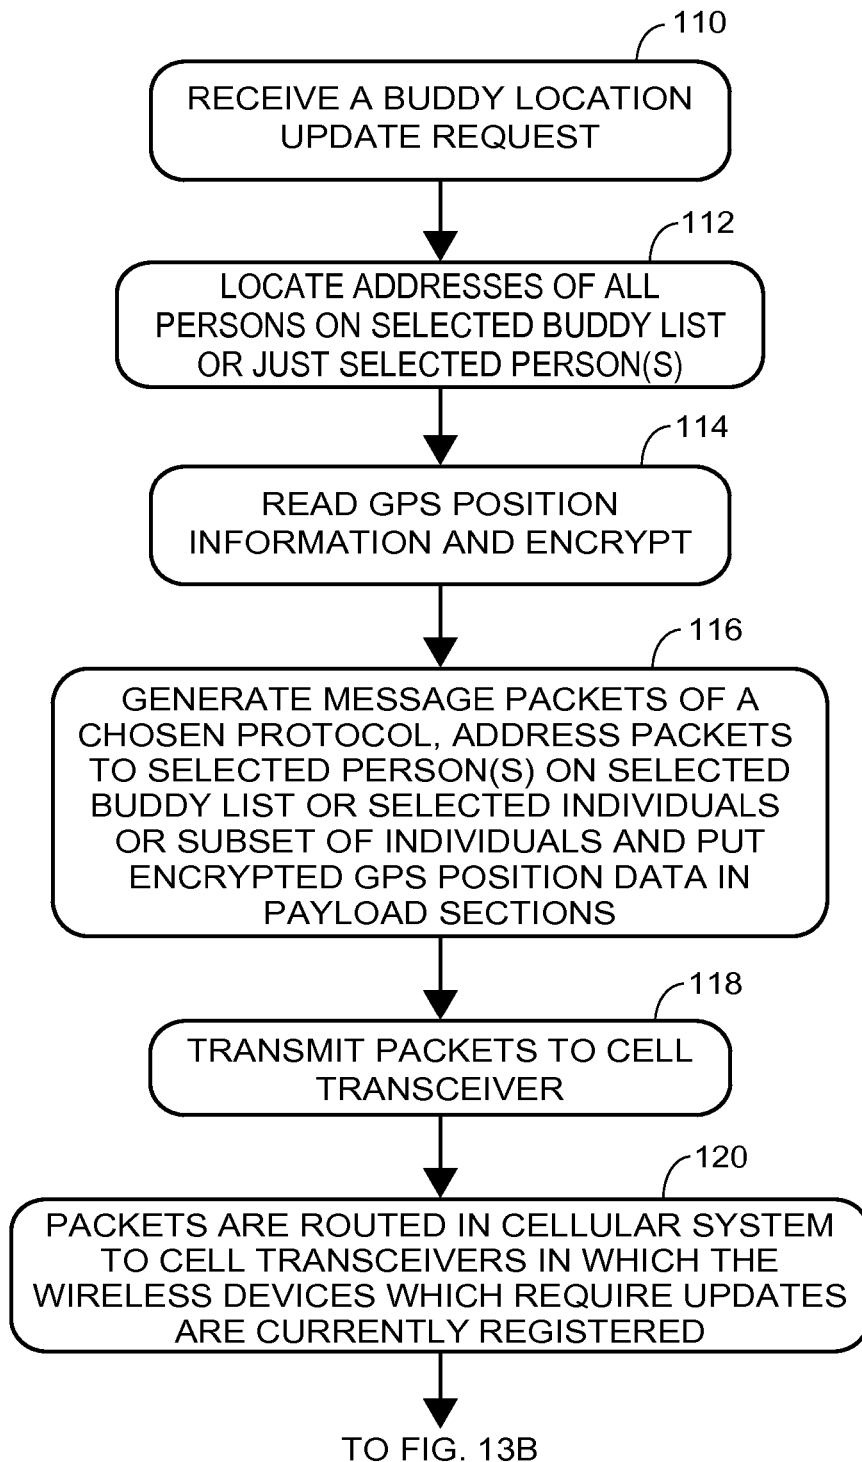 110
RECEIVE A BUDDY LOCATION
UPDATE REQUEST
112
LOCATE ADDRESSES OF ALL
PERSONS ON SELECTED BUDDY LIST
OR JUST SELECTED PERSON(S)
114
READ GPS POSITION
INFORMATION AND ENCRYPT
116
GENERATE MESSAGE PACKETS OF A
CHOSEN PROTOCOL, ADDRESS PACKETS
TO SELECTED PERSON(S) ON SELECTED
BUDDY LIST OR SELECTED INDIVIDUALS
OR SUBSET OF INDIVIDUALS AND PUT
ENCRYPTED GPS POSITION DATA IN
PAYLOAD SECTIONS
118
TRANSMIT PACKETS TO CELL
TRANSCEIVER
120
PACKETS ARE ROUTED IN CELLULAR SYSTEM
TO CELL TRANSCEIVERS IN WHICH THE
WIRELESS DEVICES WHICH REQUIRE UPDATES
ARE CURRENTLY REGISTERED
TO FIG. 13B